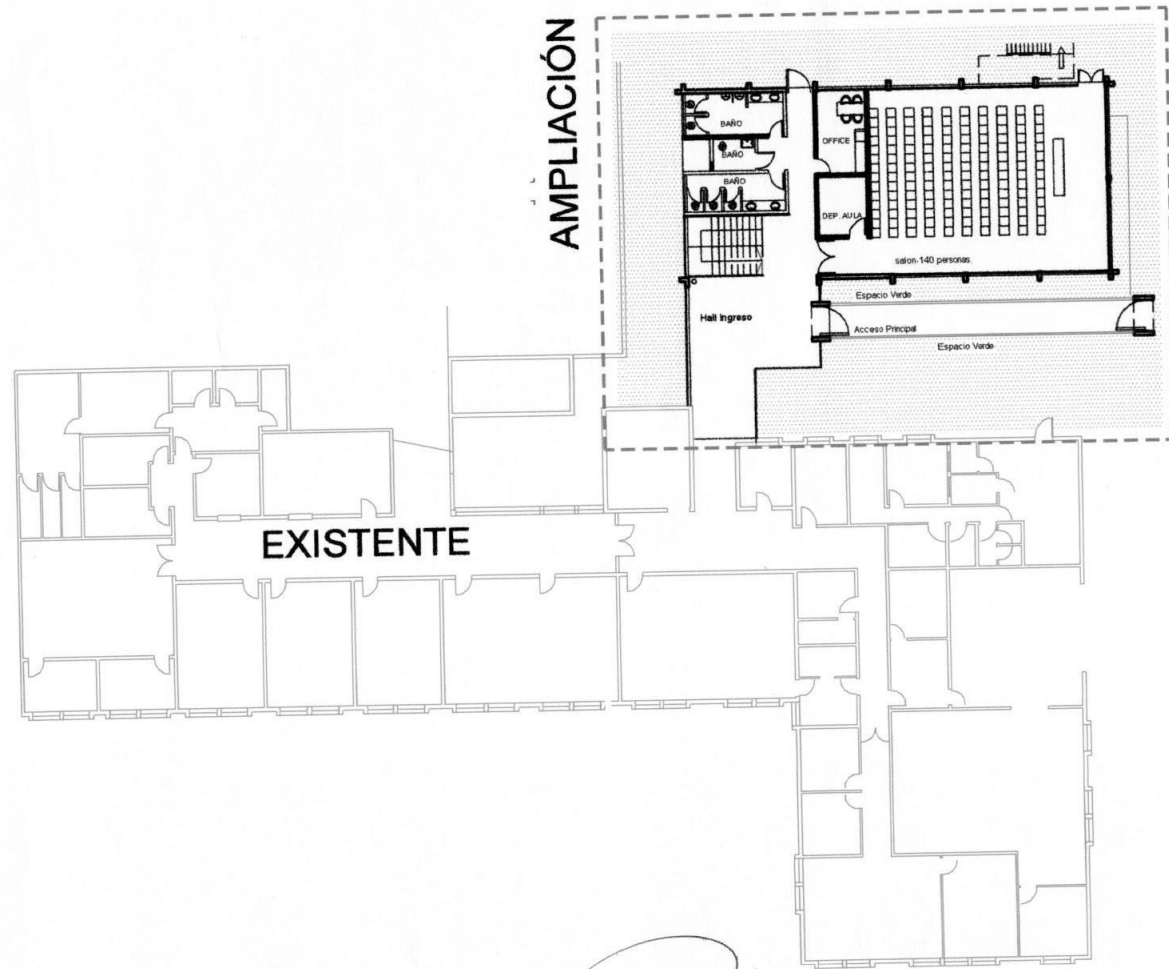 AMPLIACIÓN
BAÑO
OFFICE
BAÑO
BAÑO
DEP. AULA
salon-140 personas.
Espacio Verde
Hall Ingreso
Acceso Principal
Espacio Verde
EXISTENTE